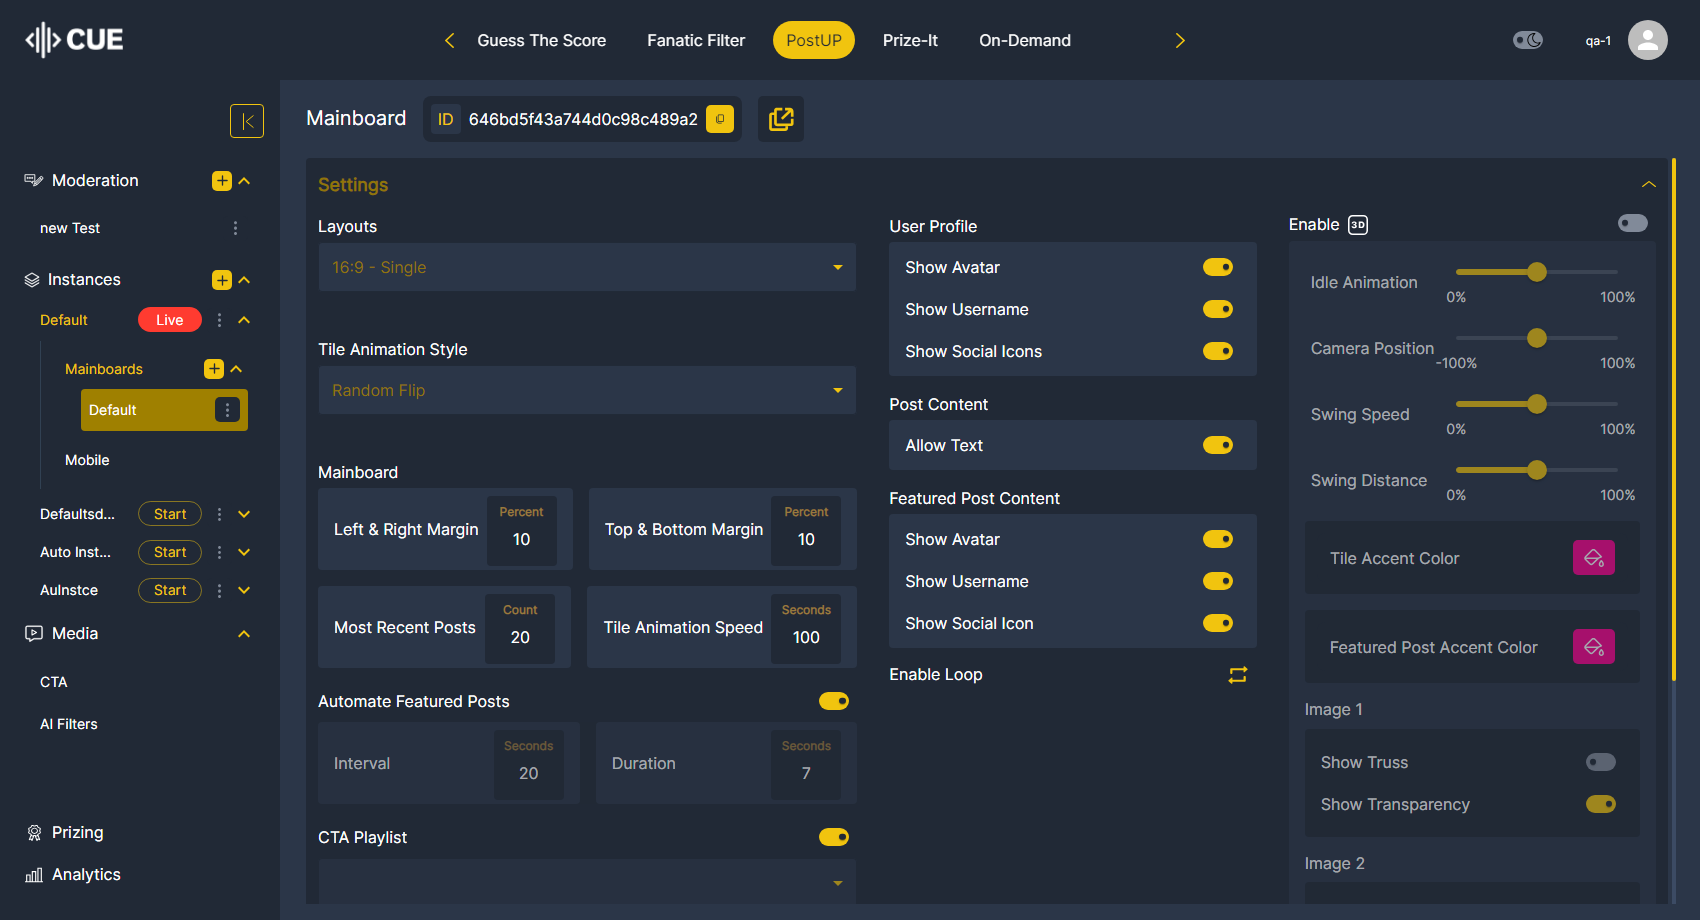 CUE
Guess The Score
Fanatic Filter
PostUP
Prize-It
On-Demand
qa-1
Moderation
new Test
Instances
Default
Live
Mainboards
Default
Mobile
Defaultsd...
Start
Auto Inst...
Start
AuInstce
Start
Media
CTA
AI Filters
Prizing
Analytics
Mainboard
ID
646bd5f43a744d0c98c489a2
Settings
Layouts
16:9 - Single
Tile Animation Style
Random Flip
Mainboard
Left & Right Margin
Percent
10
Top & Bottom Margin
Percent
10
Most Recent Posts
Count
20
Tile Animation Speed
Seconds
100
Automate Featured Posts
Interval
Seconds
20
Duration
Seconds
7
CTA Playlist
User Profile
Show Avatar
Show Username
Show Social Icons
Post Content
Allow Text
Featured Post Content
Show Avatar
Show Username
Show Social Icon
Enable Loop
Enable 3D
Idle Animation
0%
100%
Camera Position
-100%
100%
Swing Speed
0%
100%
Swing Distance
0%
100%
Tile Accent Color
Featured Post Accent Color
Image 1
Show Truss
Show Transparency
Image 2